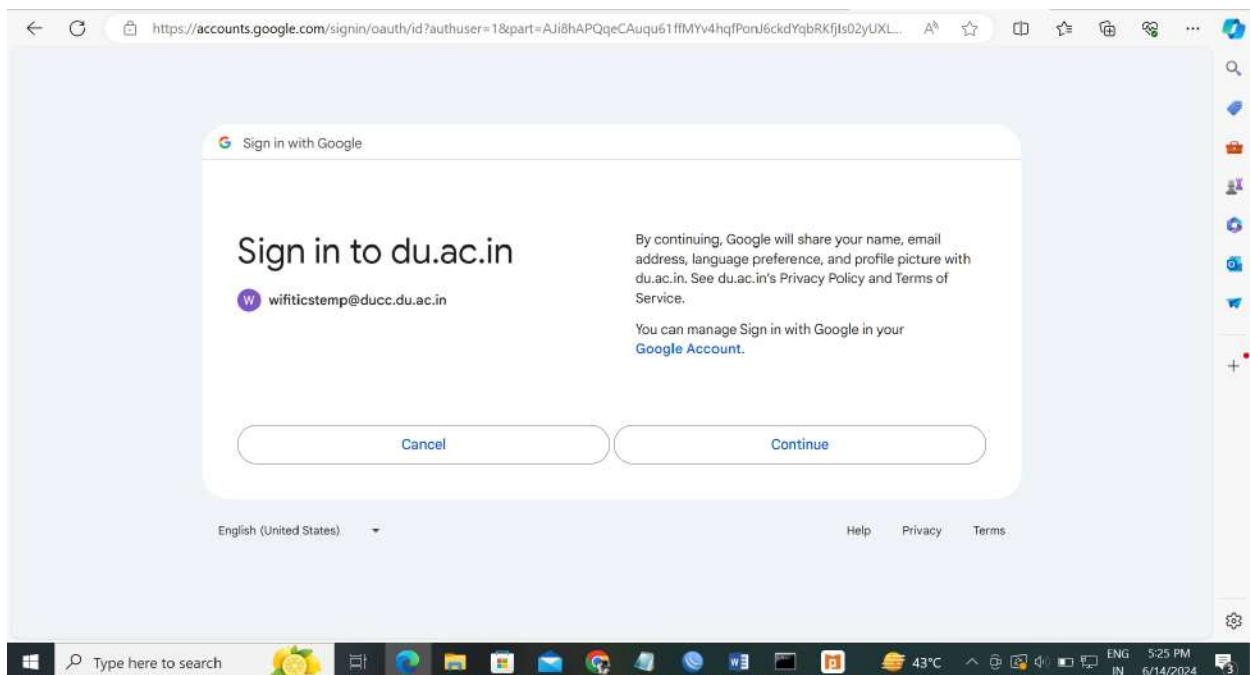 https://accounts.google.com/signin/oauth/id?authuser=1&part=AJi8hAPQqeCAuqu61ffMYv4hqfPonJ6ckdYqbRKfjIs02yUXL...
Sign in with Google
Sign in to du.ac.in
W wifiticstemp@ducc.du.ac.in
By continuing, Google will share your name, email
address, language preference, and profile picture with
du.ac.in. See du.ac.in's Privacy Policy and Terms of
Service.
You can manage Sign in with Google in your
Google Account.
Cancel
Continue
English (United States)
Help Privacy Terms
Type here to search
43°C
ENG
IN
5:25 PM
6/14/2024
3